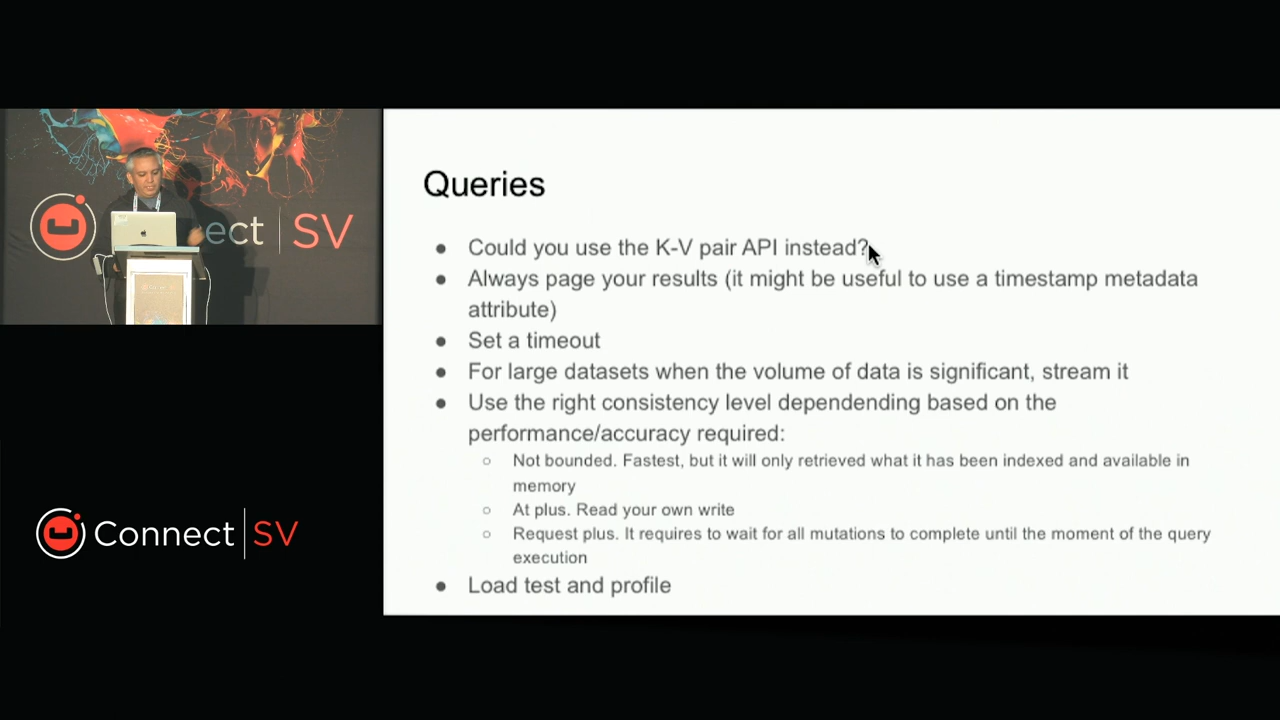 ect SV
Connect SV
Queries
Could you use the K-V pair API instead?
Always page your results (it might be useful to use a timestamp metadata
attribute)
Set a timeout
For large datasets when the volume of data is significant, stream it
Use the right consistency level dependending based on the
performance/accuracy required:
Not bounded. Fastest, but it will only retrieved what it has been indexed and available in
memory
At plus. Read your own write
Request plus. It requires to wait for all mutations to complete until the moment of the query
execution
Load test and profile